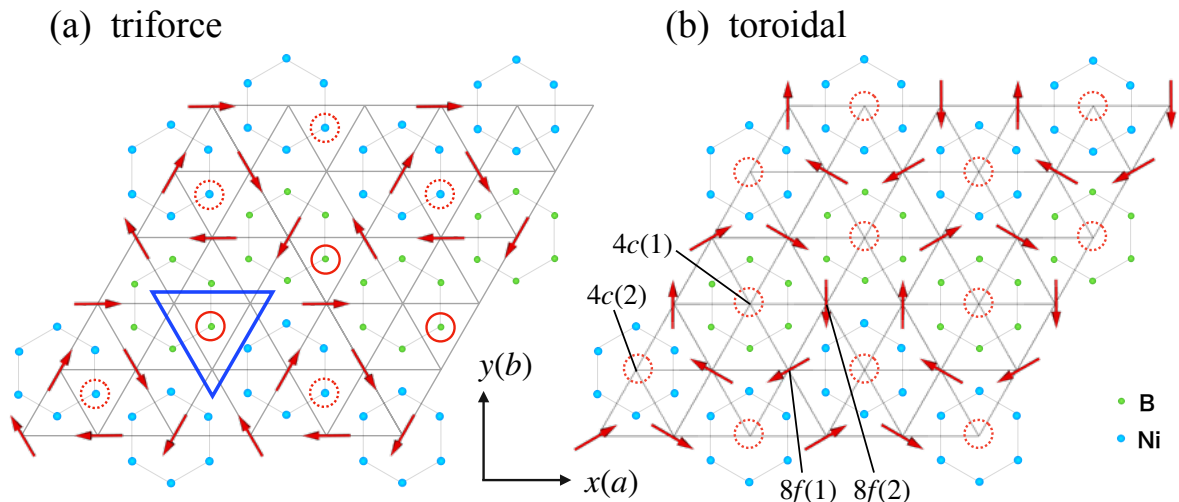 (a) triforce
(b) toroidal
4c(1)
4c(2)
y(b)
x(a)
8f(1)
8f(2)
B
Ni